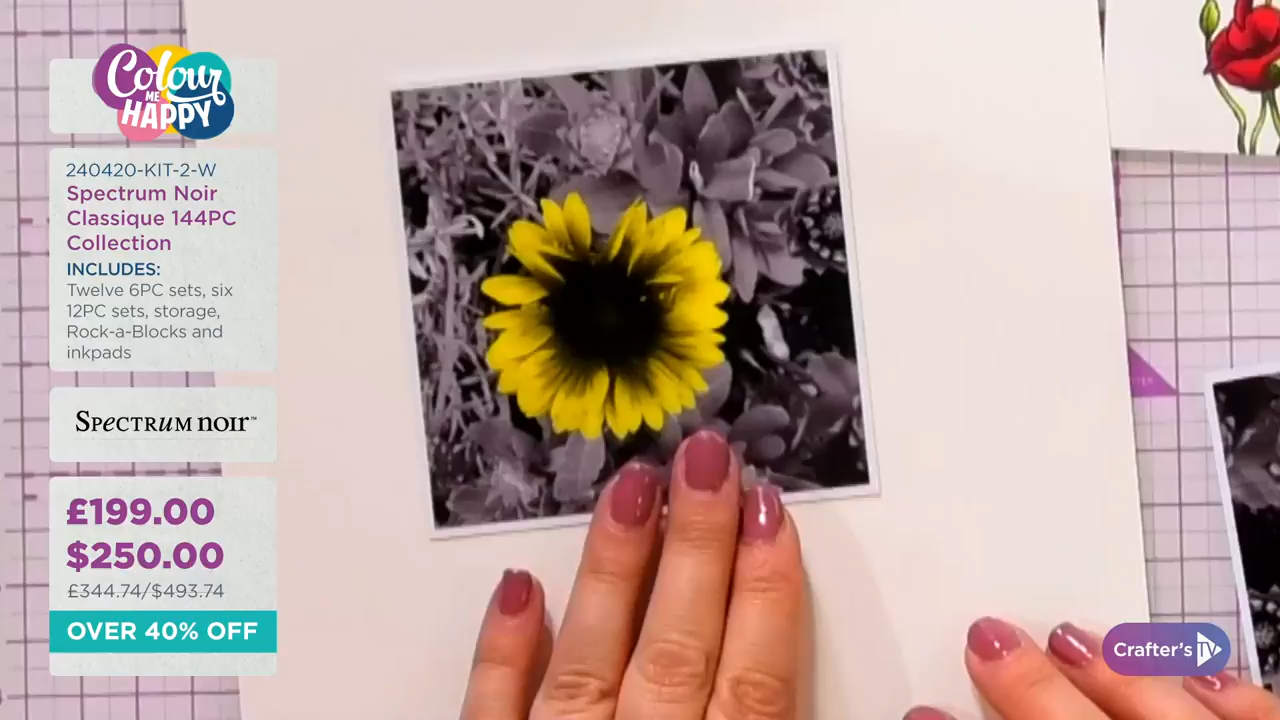 Colour
ME
HAPPY
240420-KIT-2-W
Spectrum Noir
Classique 144PC
Collection
INCLUDES:
Twelve 6PC sets, six
12PC sets, storage,
Rock-a-Blocks and
inkpads
Spectrum noir™
£199.00
$250.00
£344.74/$493.74
OVER 40% OFF
Crafter's TV